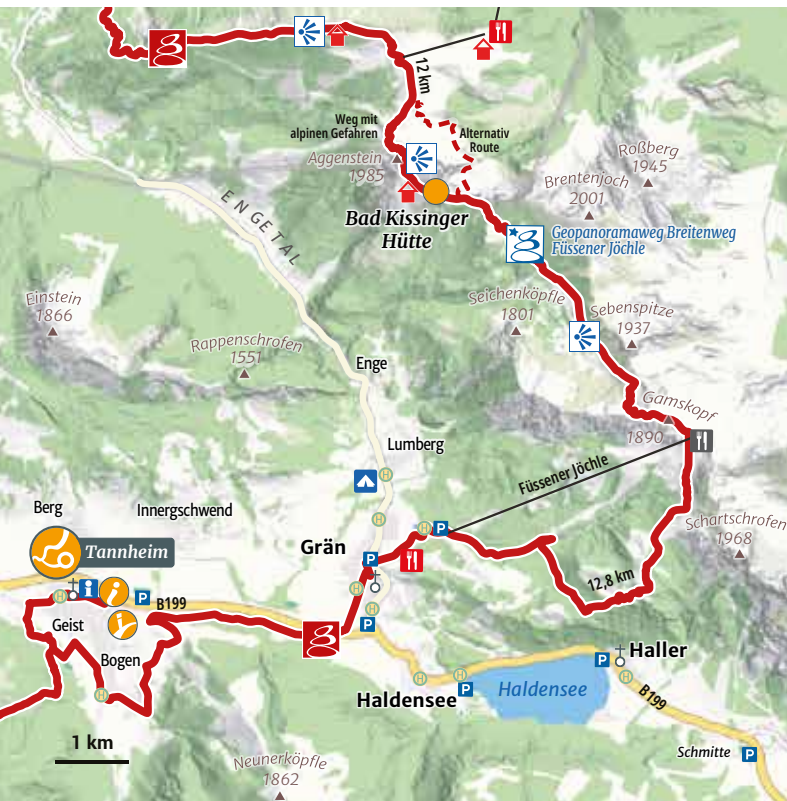 12 km
Weg mit
alpinen Gefahren
Alternativ
Route
Aggenstein
1985
Roßberg
1945
Brentenjoch
2001
Bad Kissinger
Hütte
ENGETAL
Geopanoramaweg Breitenweg
Füssener Jöchle
Einstein
1866
Seichenköpfle
1801
Sebenspitze
1937
Rappenschrofen
1551
Enge
Gamskopf
1890
Lumberg
H
Füssener Jöchle
Berg
Innergschwend
H
H
P
Schartschrofen
1968
Tannheim
Grän
P
12,8 km
H
i
i
P
B199
H
H
Geist
P
Bogen
H
Haldensee
H
H
P
Haldensee
P
Haller
H
B199
1 km
Schmitte
P
Neunerköpfle
1862